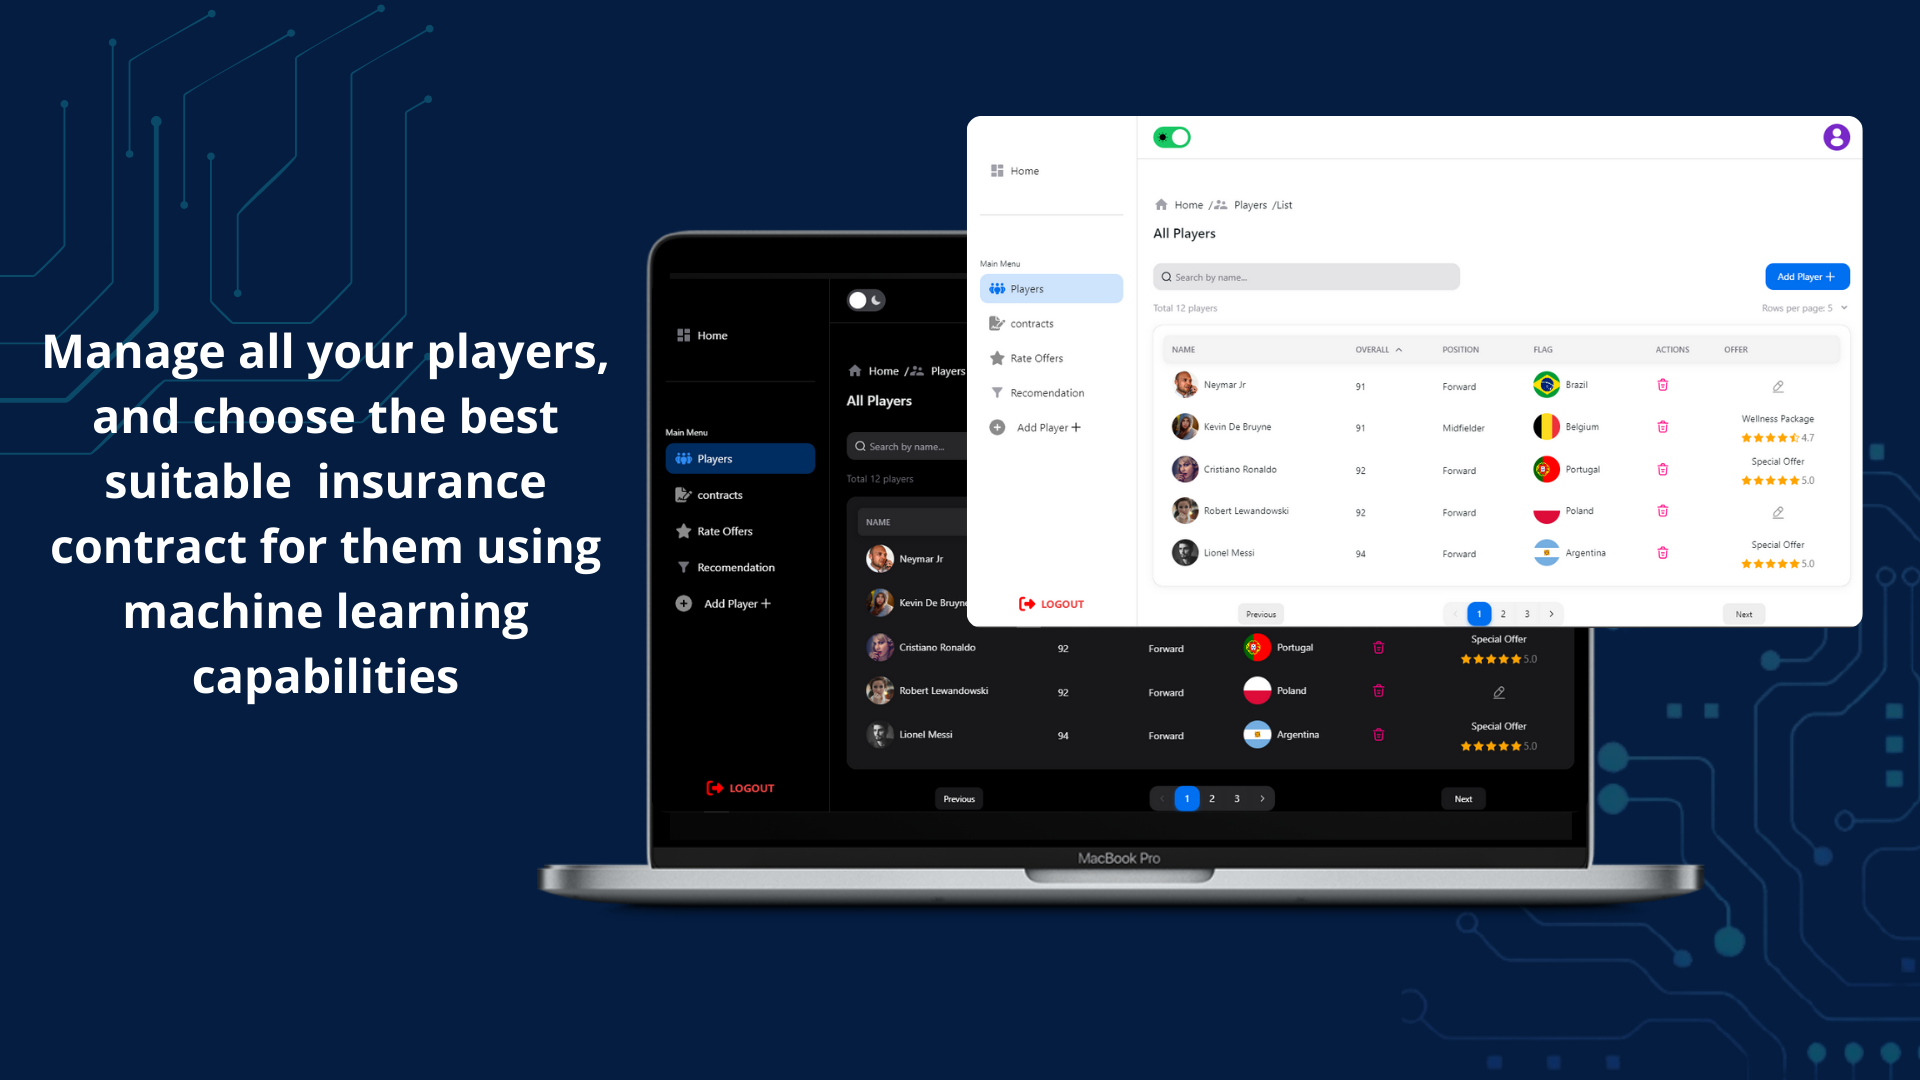 Manage all your players,
and choose the best
suitable  insurance
contract for them using
machine learning
capabilities
Home
Home / Players /List
All Players
Main Menu
Players
contracts
Rate Offers
Recomendation
Add Player
LOGOUT
Search by name...
Add Player
Total 12 players
Rows per page: 5
NAME OVERALL POSITION FLAG ACTIONS OFFER
Neymar Jr 91 Forward Brazil
Kevin De Bruyne 91 Midfielder Belgium Wellness Package 4.7
Cristiano Ronaldo 92 Forward Portugal Special Offer 5.0
Robert Lewandowski 92 Forward Poland
Lionel Messi 94 Forward Argentina Special Offer 5.0
Previous 1 2 3 Next
Home
Home / Players
All Players
Main Menu
Players
contracts
Rate Offers
Recomendation
Add Player
LOGOUT
Search by name...
Total 12 players
NAME
Neymar Jr
Kevin De Bruyne
Cristiano Ronaldo 92 Forward Portugal Special Offer 5.0
Robert Lewandowski 92 Forward Poland
Lionel Messi 94 Forward Argentina Special Offer 5.0
Previous 1 2 3 Next
MacBook Pro